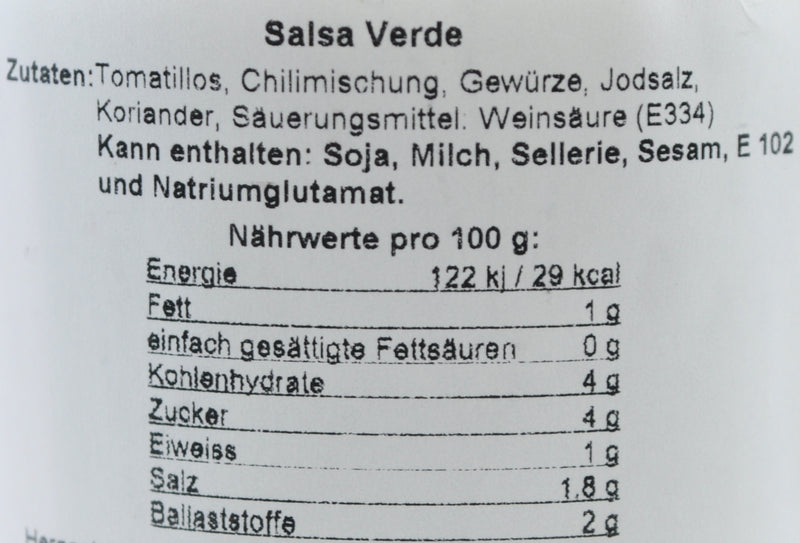 Salsa Verde
Zutaten:Tomatillos, Chilimischung, Gewürze, Jodsalz,
Koriander, Säuerungsmittel: Weinsäure (E334)
Kann enthalten: Soja, Milch, Sellerie, Sesam, E 102
und Natriumglutamat.
Nährwerte pro 100 g:
Energie 122 kj / 29 kcal
Fett 1 g
einfach gesättigte Fettsäuren 0 g
Kohlenhydrate 4 g
Zucker 4 g
Eiweiss 1 g
Salz 1,8 g
Ballaststoffe 2 g